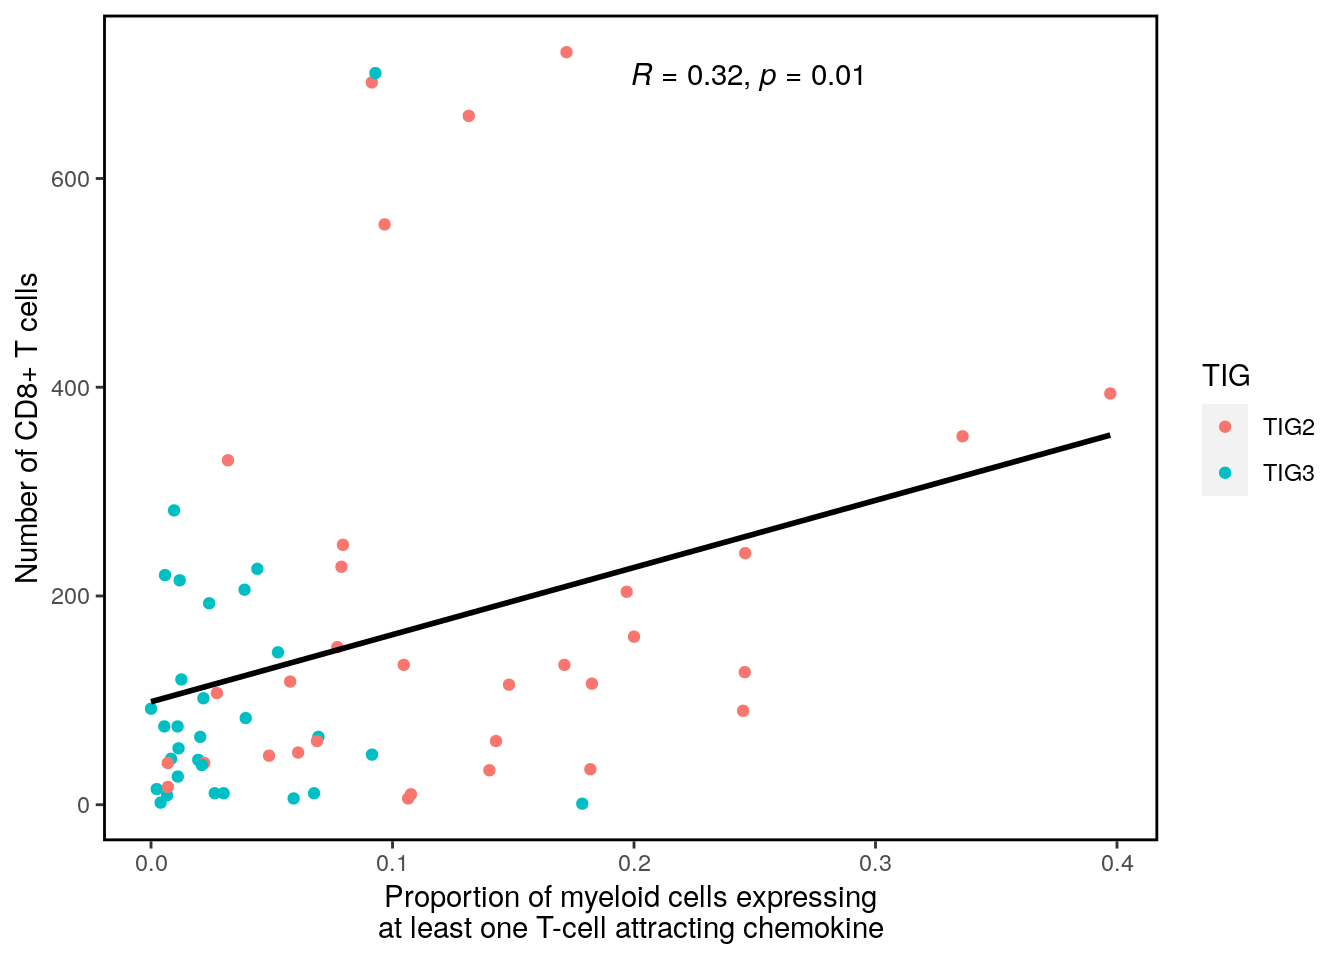 R = 0.32, p = 0.01
600
400
200
0
Number of CD8+ T cells
0.0
0.1
0.2
0.3
0.4
Proportion of myeloid cells expressing
at least one T-cell attracting chemokine
TIG
TIG2
TIG3